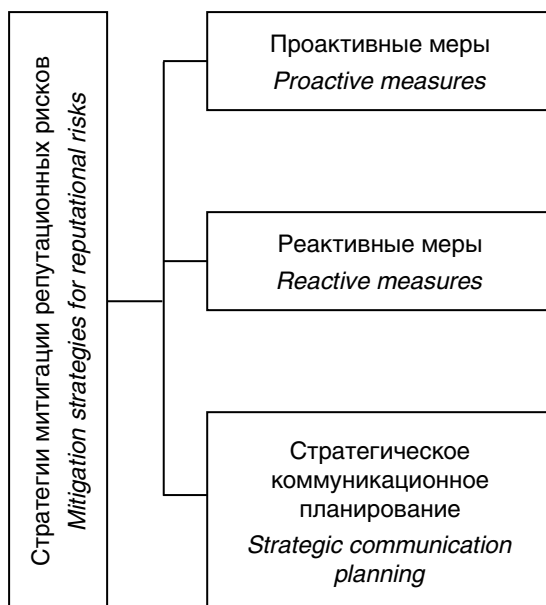 Стратегии митигации репутационных рисков
Mitigation strategies for reputational risks
Проактивные меры
Proactive measures
Реактивные меры
Reactive measures
Стратегическое
коммуникационное
планирование
Strategic communication
planning